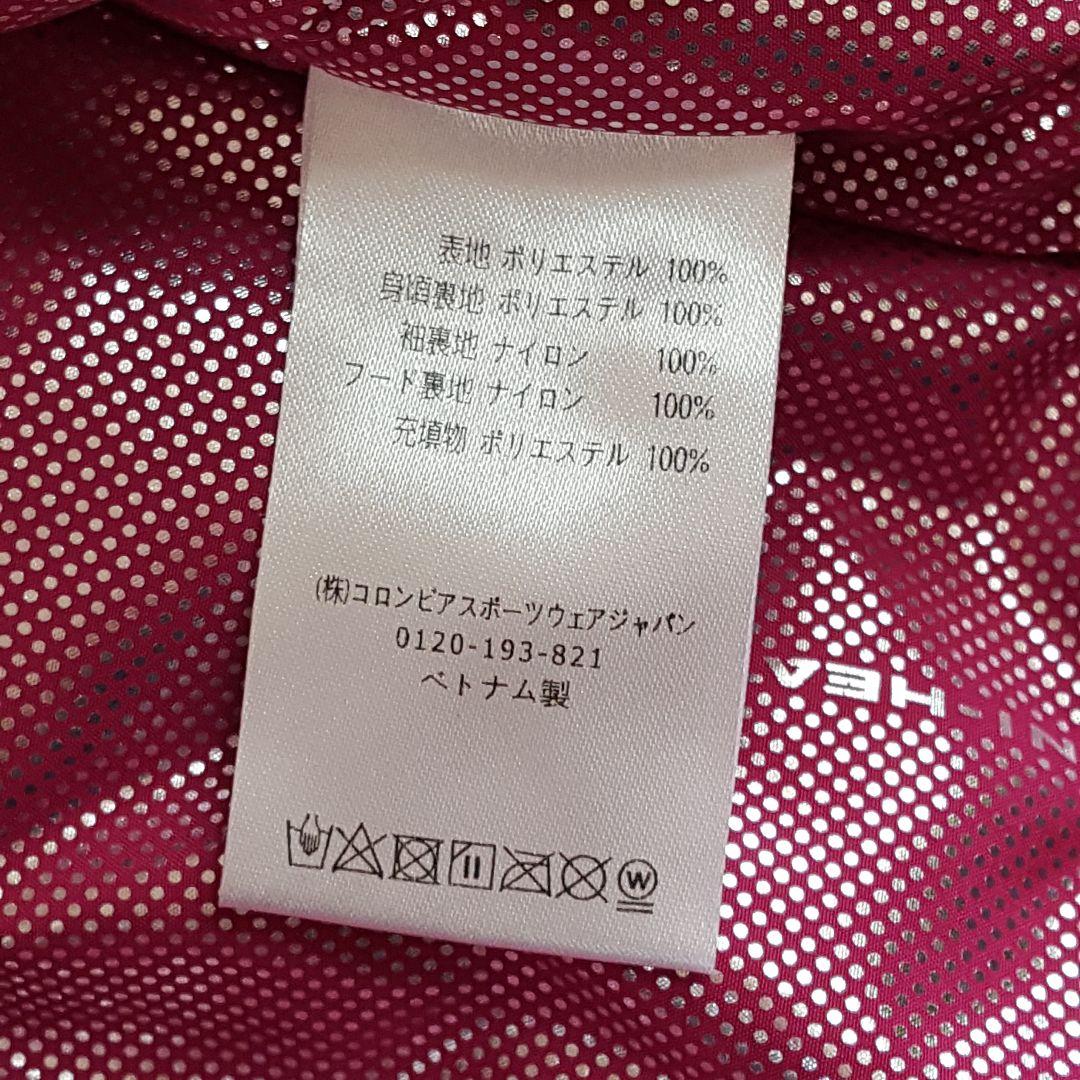 表地 ポリエステル 100%
身頃裏地 ポリエステル 100%
袖裏地 ナイロン 100%
フード裏地 ナイロン 100%
充填物 ポリエステル 100%
(株)コロンビアスポーツウェアジャパン
0120-193-821
ベトナム製
W
HEA